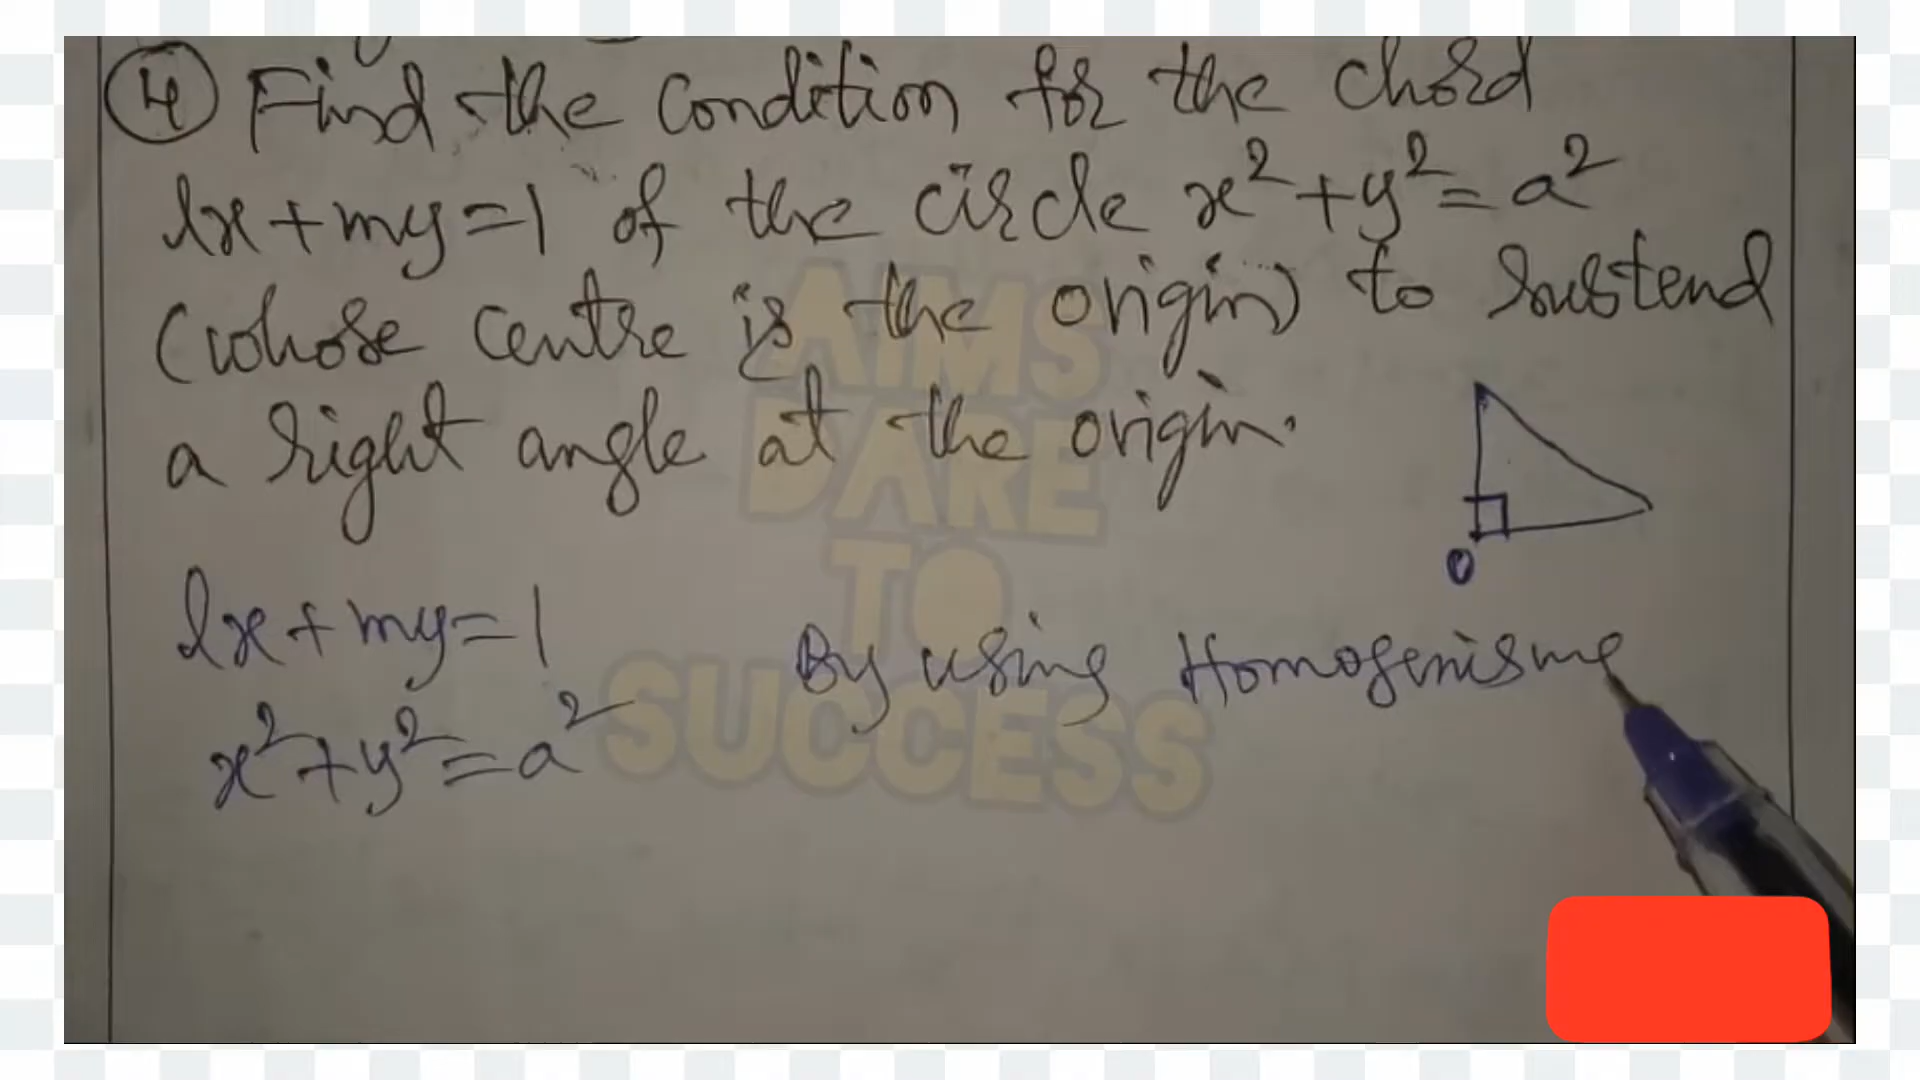 4 Find the condition for the chord
lx + my = 1 of the circle x² + y² = a²
(whose centre is the origin) to substend
a right angle at the origin.
O
lx + my = 1 By using Homogenisme
x² + y² = a²
AIMS
DARE
TO
SUCCESS